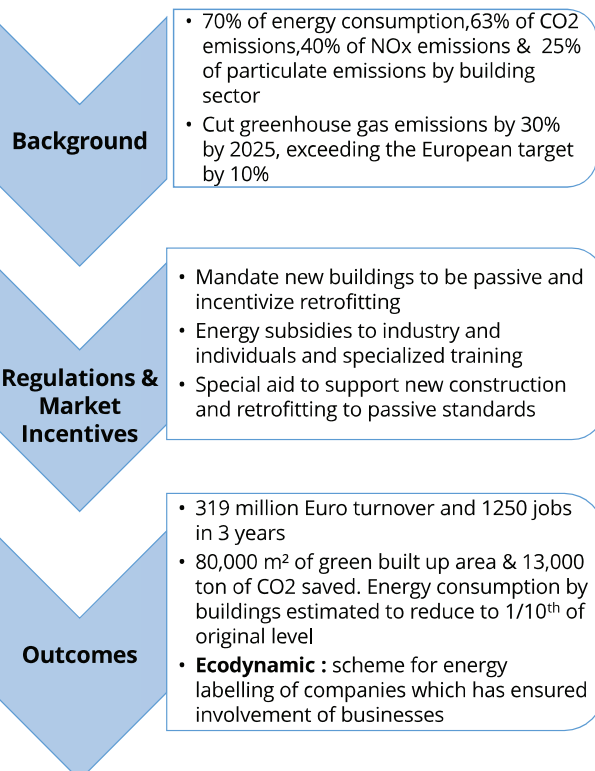 Background
• 70% of energy consumption,63% of CO2
emissions,40% of NOx emissions &  25%
of particulate emissions by building
sector
• Cut greenhouse gas emissions by 30%
by 2025, exceeding the European target
by 10%
Regulations &
Market
Incentives
• Mandate new buildings to be passive and
incentivize retrofitting
• Energy subsidies to industry and
individuals and specialized training
• Special aid to support new construction
and retrofitting to passive standards
Outcomes
• 319 million Euro turnover and 1250 jobs
in 3 years
• 80,000 m² of green built up area & 13,000
ton of CO2 saved. Energy consumption by
buildings estimated to reduce to 1/10ᵗʰ of
original level
• Ecodynamic : scheme for energy
labelling of companies which has ensured
involvement of businesses